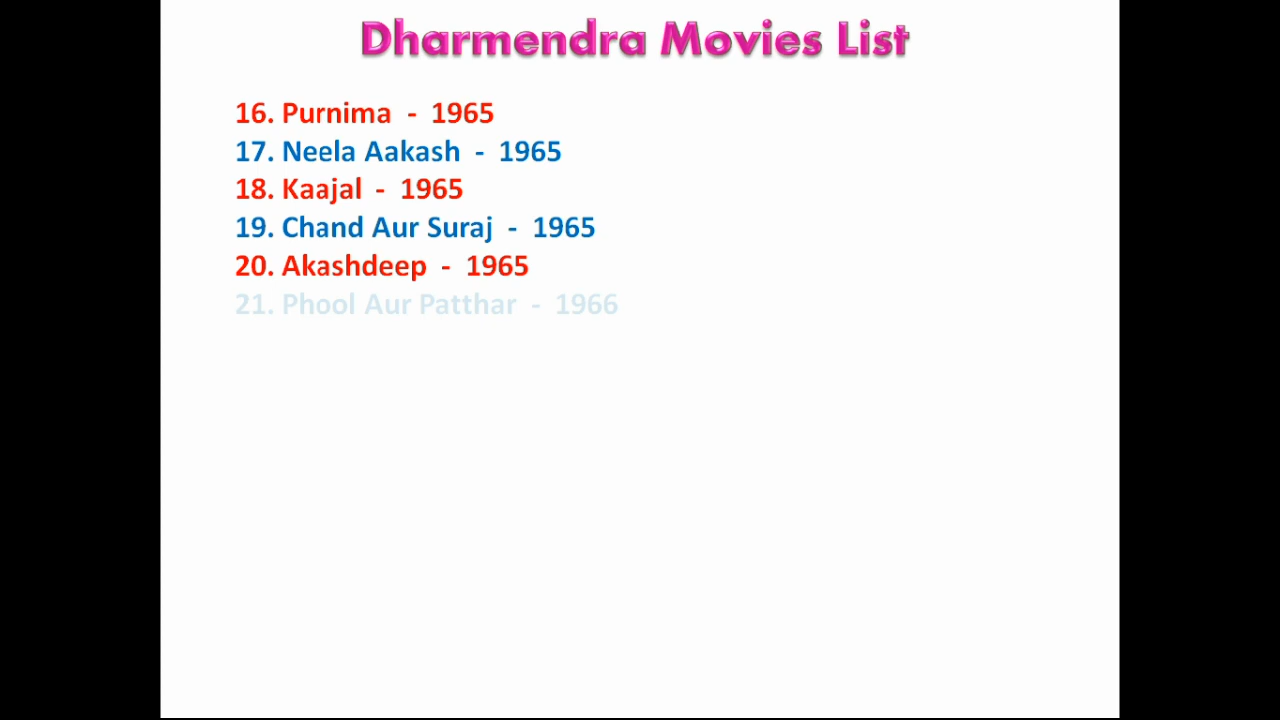 Dharmendra Movies List
16. Purnima - 1965
17. Neela Aakash - 1965
18. Kaajal - 1965
19. Chand Aur Suraj - 1965
20. Akashdeep - 1965
21. Phool Aur Patthar - 1966